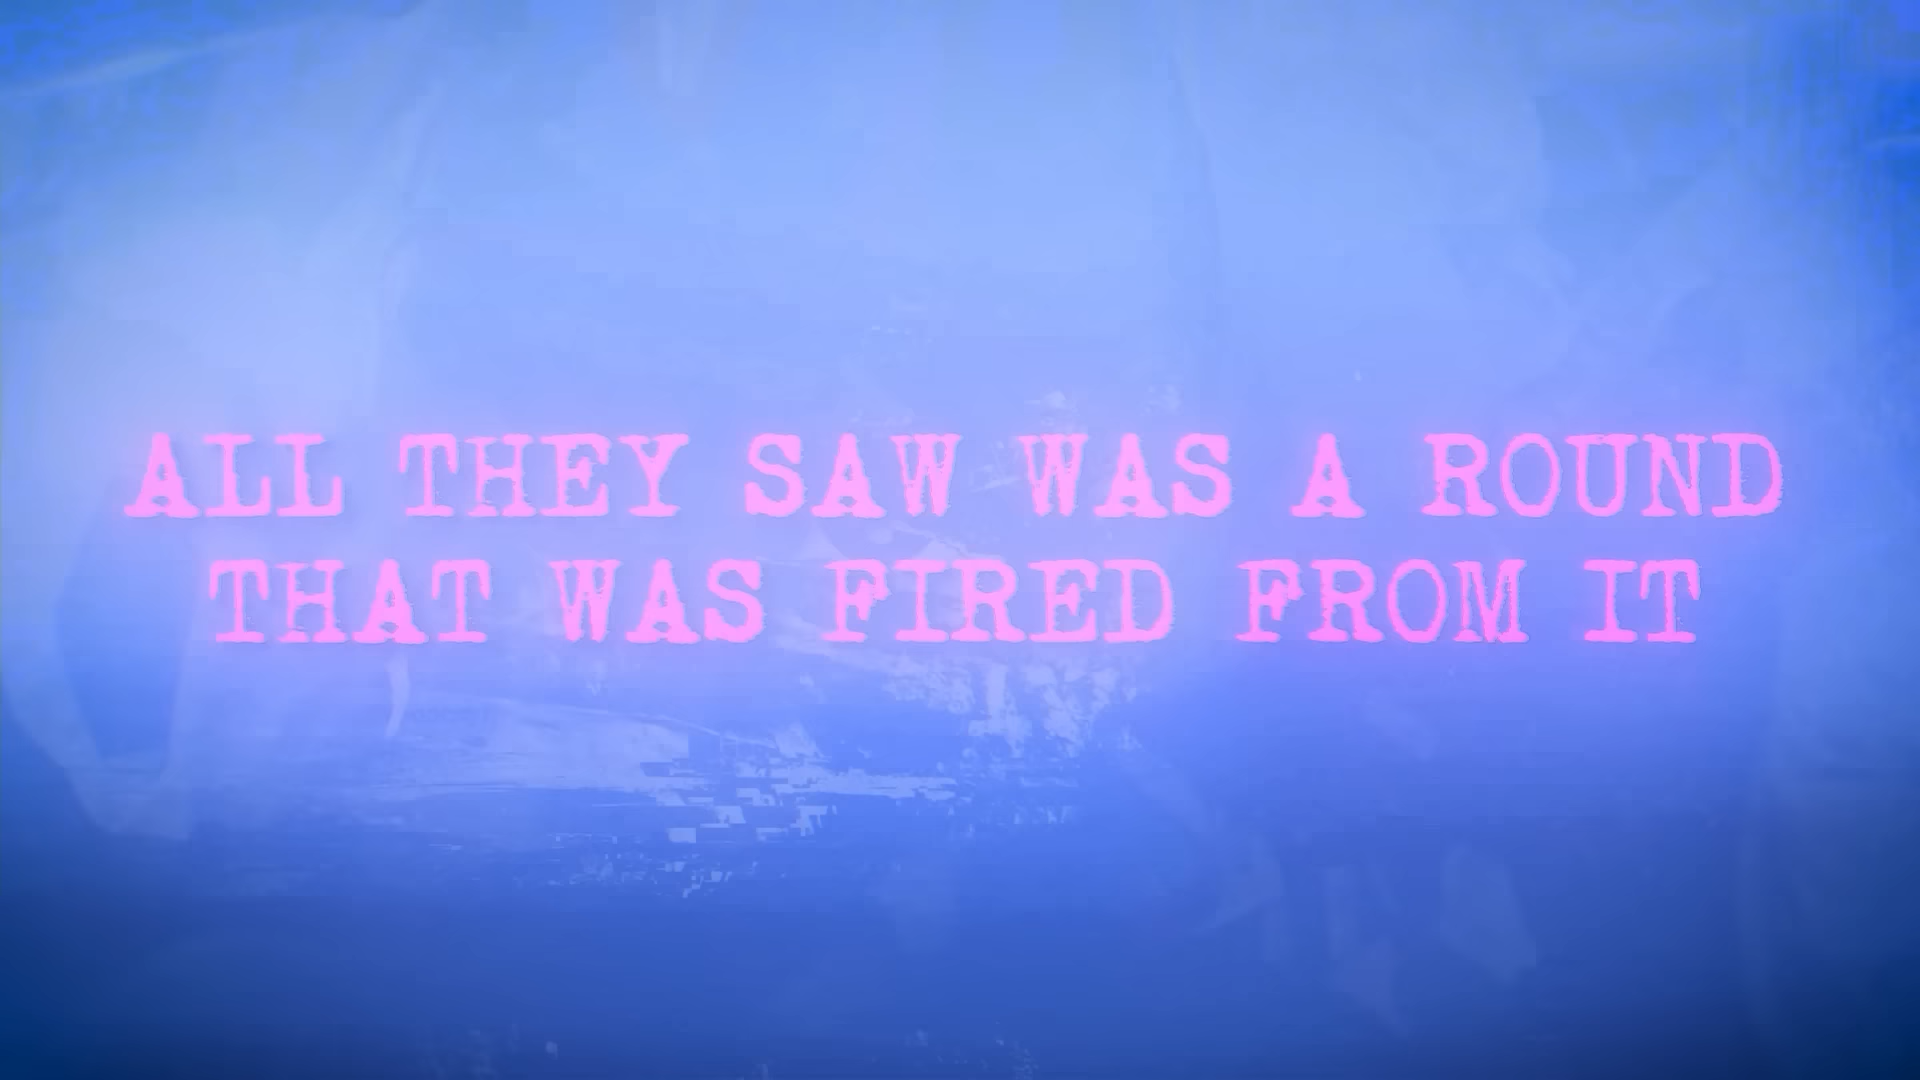 ALL THEY SAW WAS A ROUND
THAT WAS FIRED FROM IT